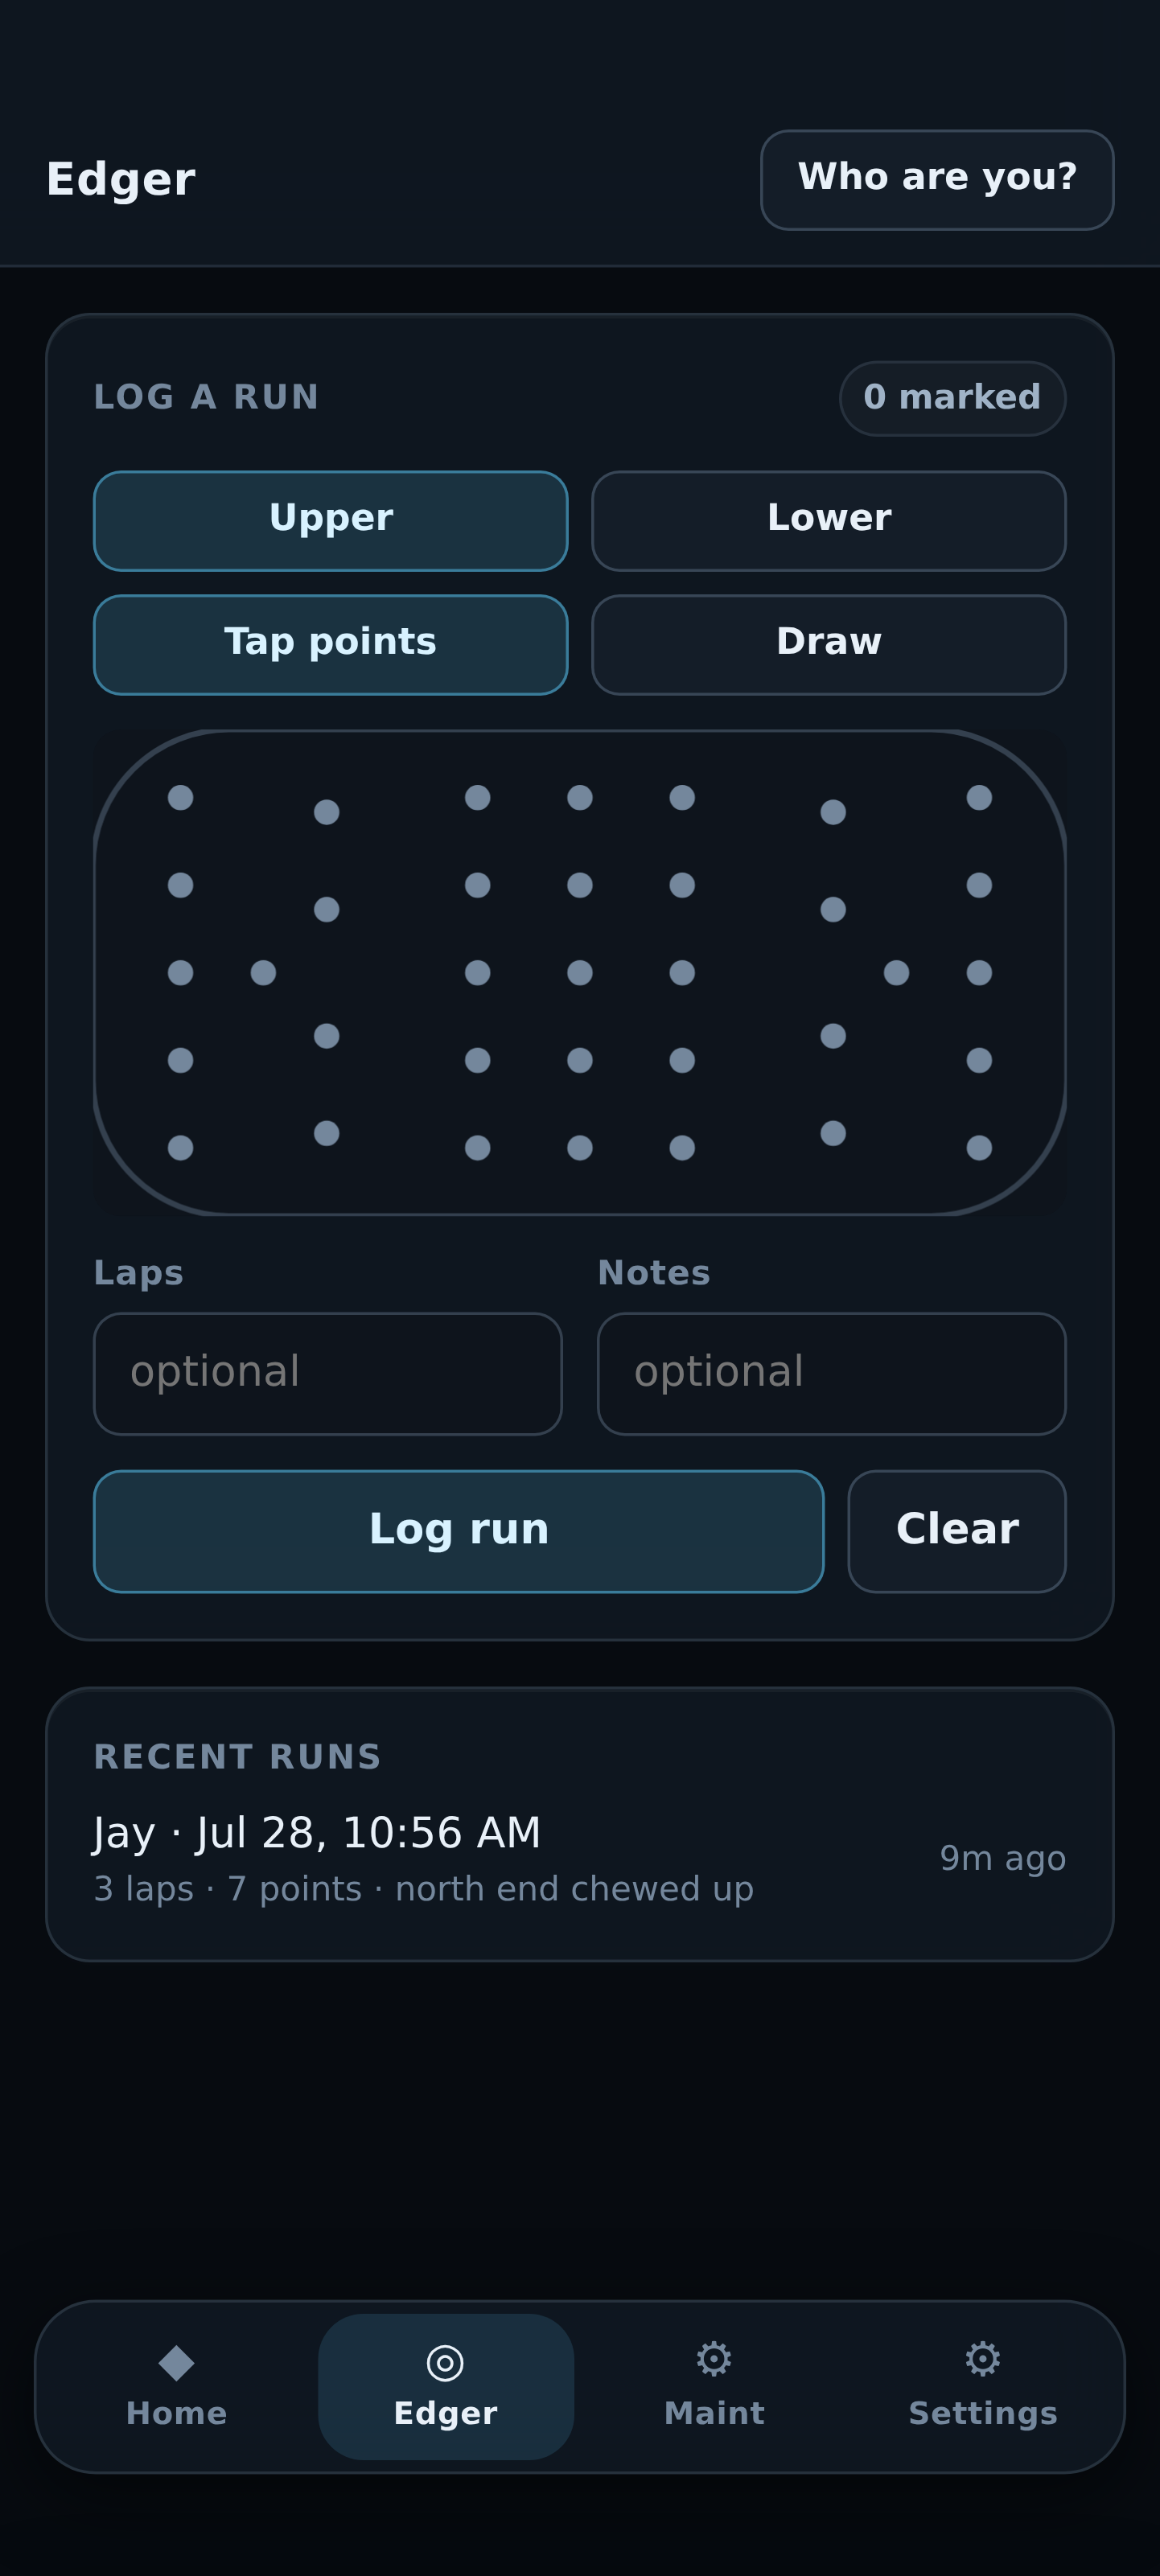 Edger
Who are you?
LOG A RUN
0 marked
Upper
Lower
Tap points
Draw
Laps
Notes
optional
optional
Log run
Clear
RECENT RUNS
Jay · Jul 28, 10:56 AM
9m ago
3 laps · 7 points · north end chewed up
Home
Edger
Maint
Settings